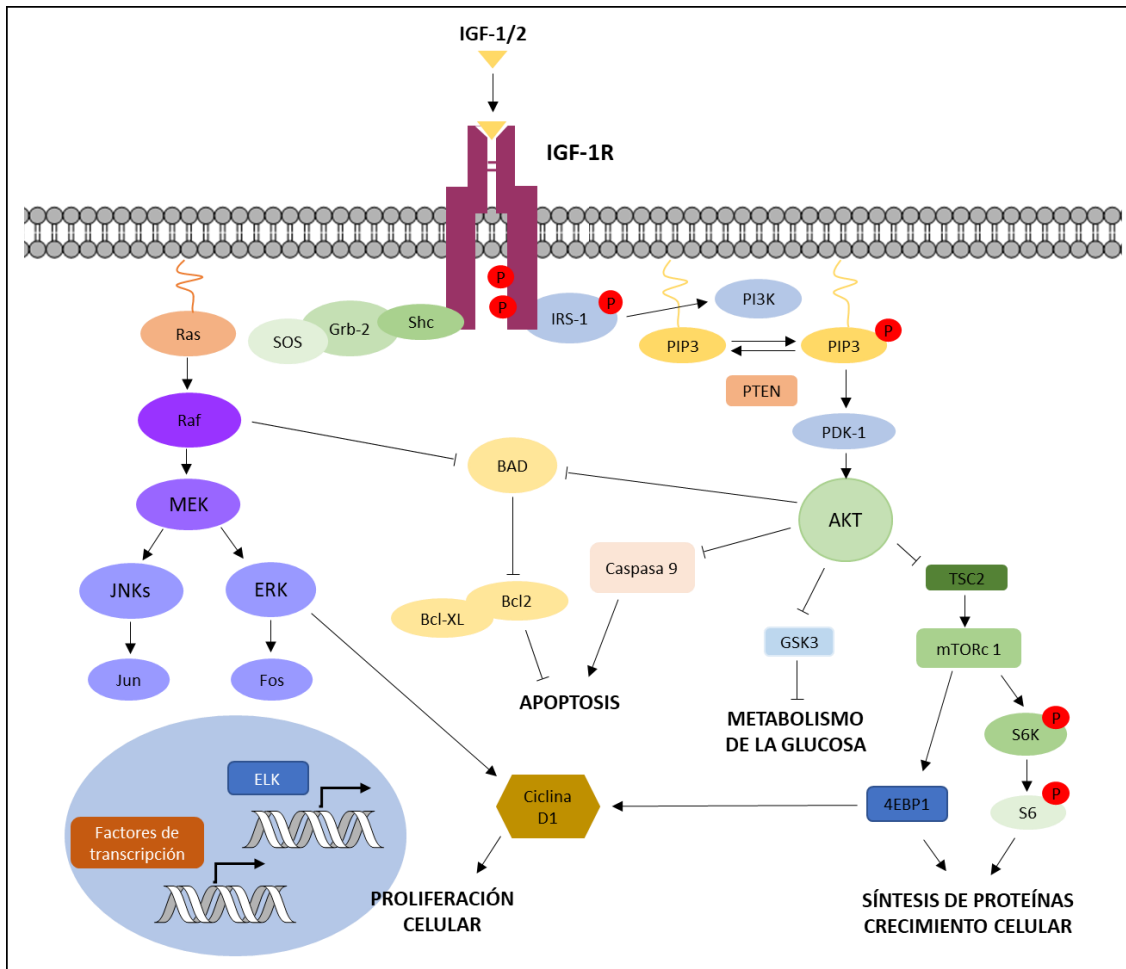 IGF-1/2
IGF-1R
P
P
P
IRS-1
PI3K
Shc
Grb-2
SOS
Ras
PIP3
PIP3
P
PTEN
Raf
PDK-1
BAD
MEK
AKT
Caspasa 9
TSC2
JNKs
ERK
Bcl2
Bcl-XL
GSK3
mTORc 1
Jun
Fos
APOPTOSIS
METABOLISMO
DE LA GLUCOSA
P
S6K
ELK
Ciclina
D1
4EBP1
P
S6
Factores de
transcripción
PROLIFERACIÓN
CELULAR
SÍNTESIS DE PROTEÍNAS
CRECIMIENTO CELULAR